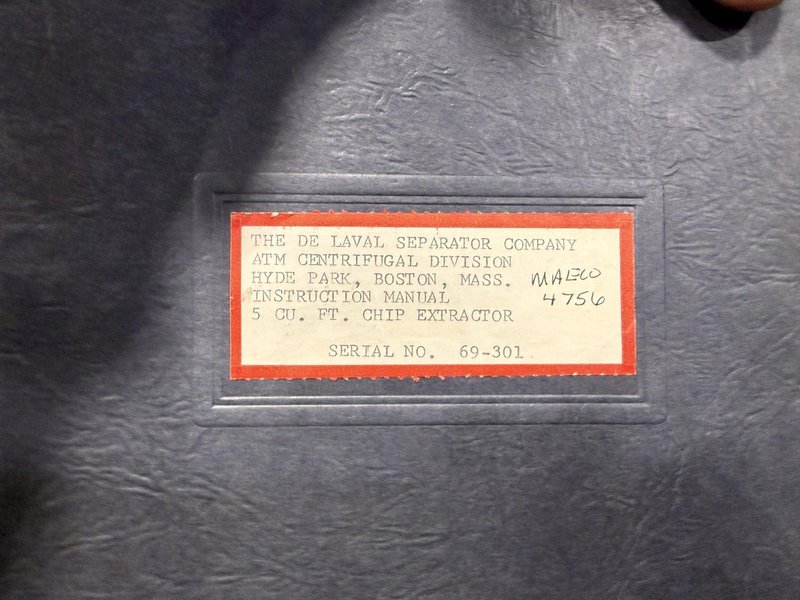 THE DE LAVAL SEPARATOR COMPANY
ATM CENTRIFUGAL DIVISION
HYDE PARK, BOSTON, MASS.
INSTRUCTION MANUAL
5 CU. FT. CHIP EXTRACTOR
SERIAL NO. 69-301
4756